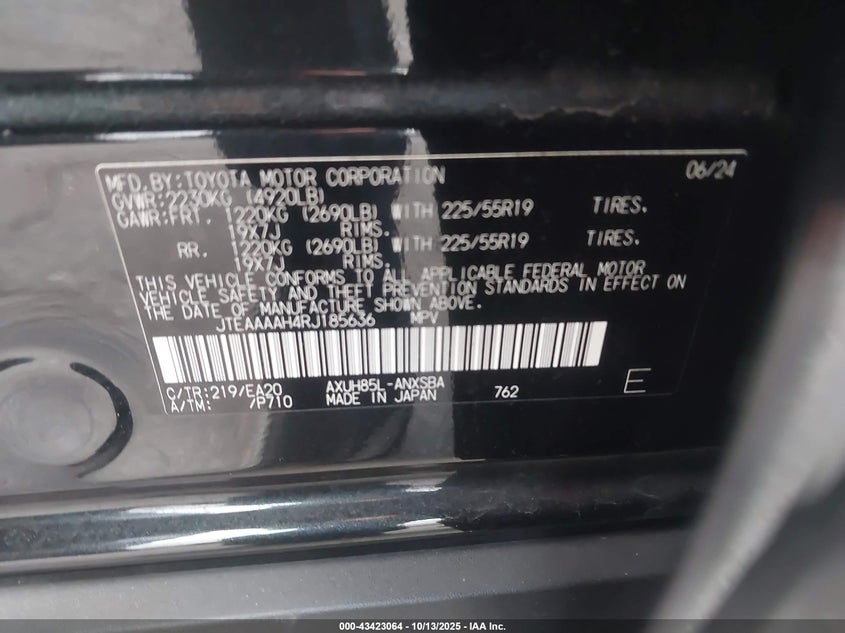 MFD.BY:TOYOTA MOTOR CORPORATION 06/24
GVWR:2230KG (4920LB)
GAWR:FRT. 1220KG (2690LB) WITH 225/55R19 TIRES.
19X7J RIMS.
RR. 1220KG (2690LB) WITH 225/55R19 TIRES.
19X7J RIMS.
THIS VEHICLE CONFORMS TO ALL APPLICABLE FEDERAL MOTOR
VEHICLE SAFETY AND THEFT PREVENTION STANDARDS IN EFFECT ON
THE DATE OF MANUFACTURE SHOWN ABOVE.
JTEAAAAH4RJ185636 MPV
C/TR:219/EA20 AXUH85L-ANXSBA 762 E
A/TM: /P710 MADE IN JAPAN
000-43423064 - 10/13/2025 - IAA Inc.